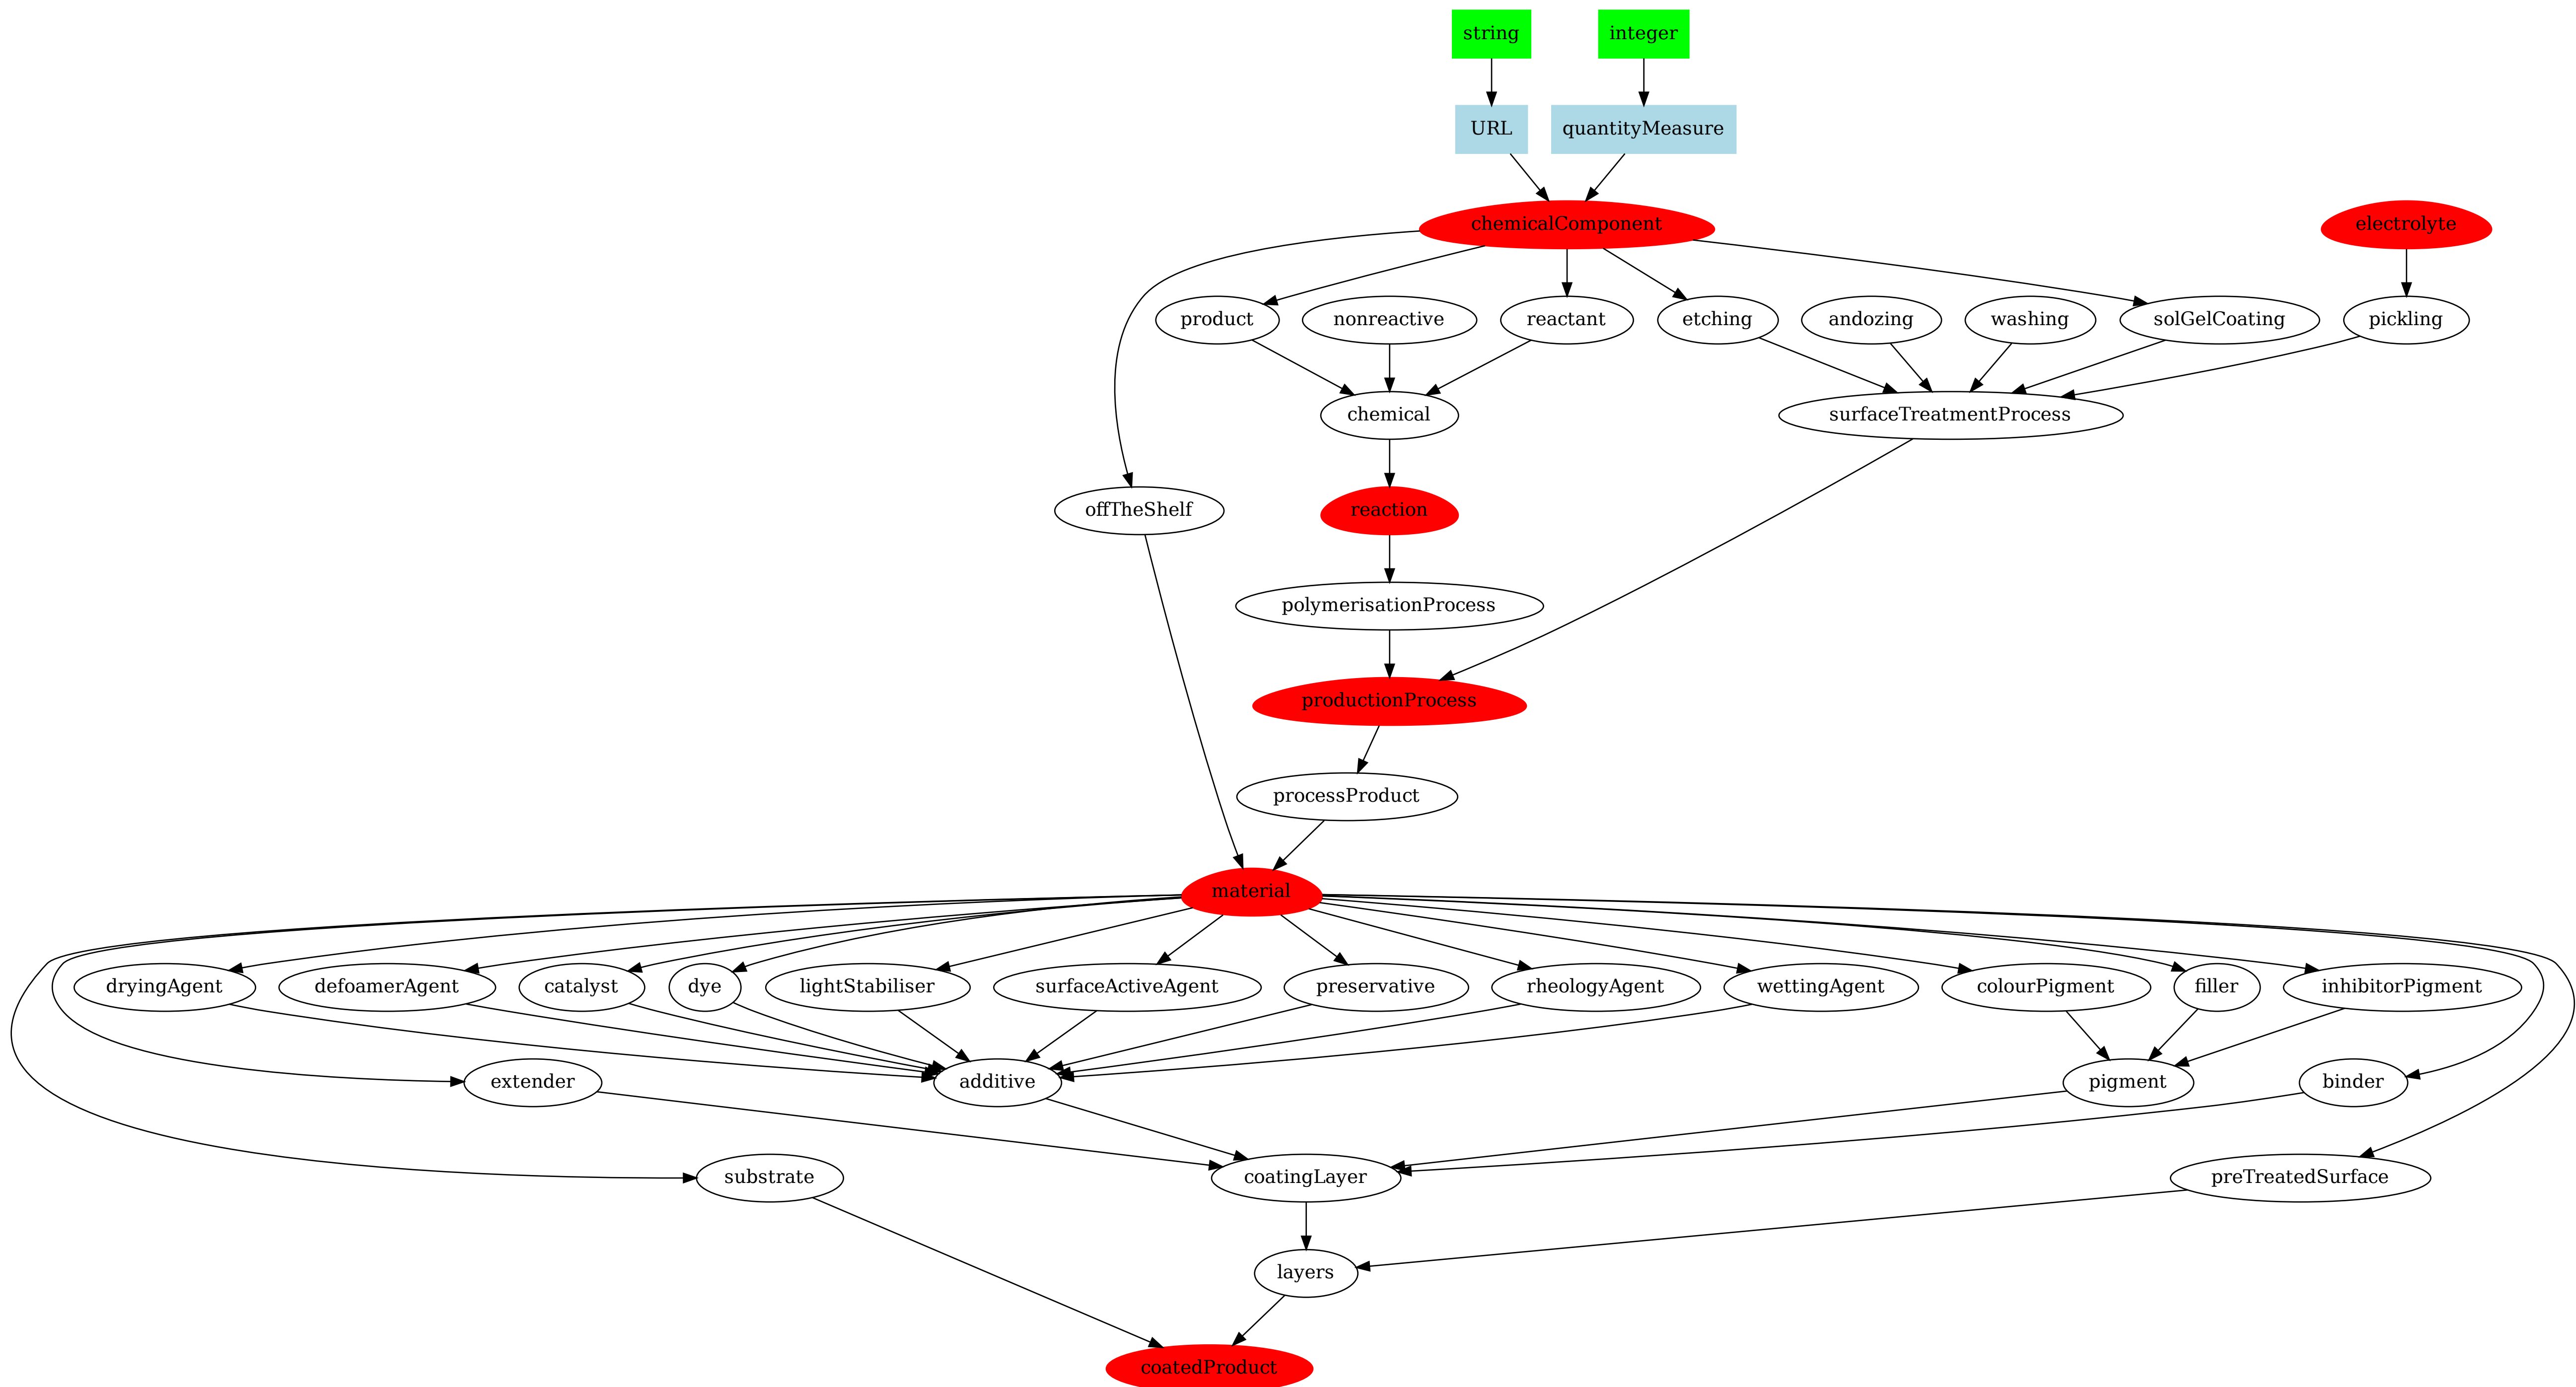 string
integer
URL
quantityMeasure
chemicalComponent
electrolyte
product
nonreactive
reactant
etching
andozing
washing
solGelCoating
pickling
chemical
surfaceTreatmentProcess
offTheShelf
reaction
polymerisationProcess
productionProcess
processProduct
material
dryingAgent
defoamerAgent
catalyst
dye
lightStabiliser
surfaceActiveAgent
preservative
rheologyAgent
wettingAgent
colourPigment
filler
inhibitorPigment
extender
additive
pigment
binder
substrate
coatingLayer
preTreatedSurface
layers
coatedProduct